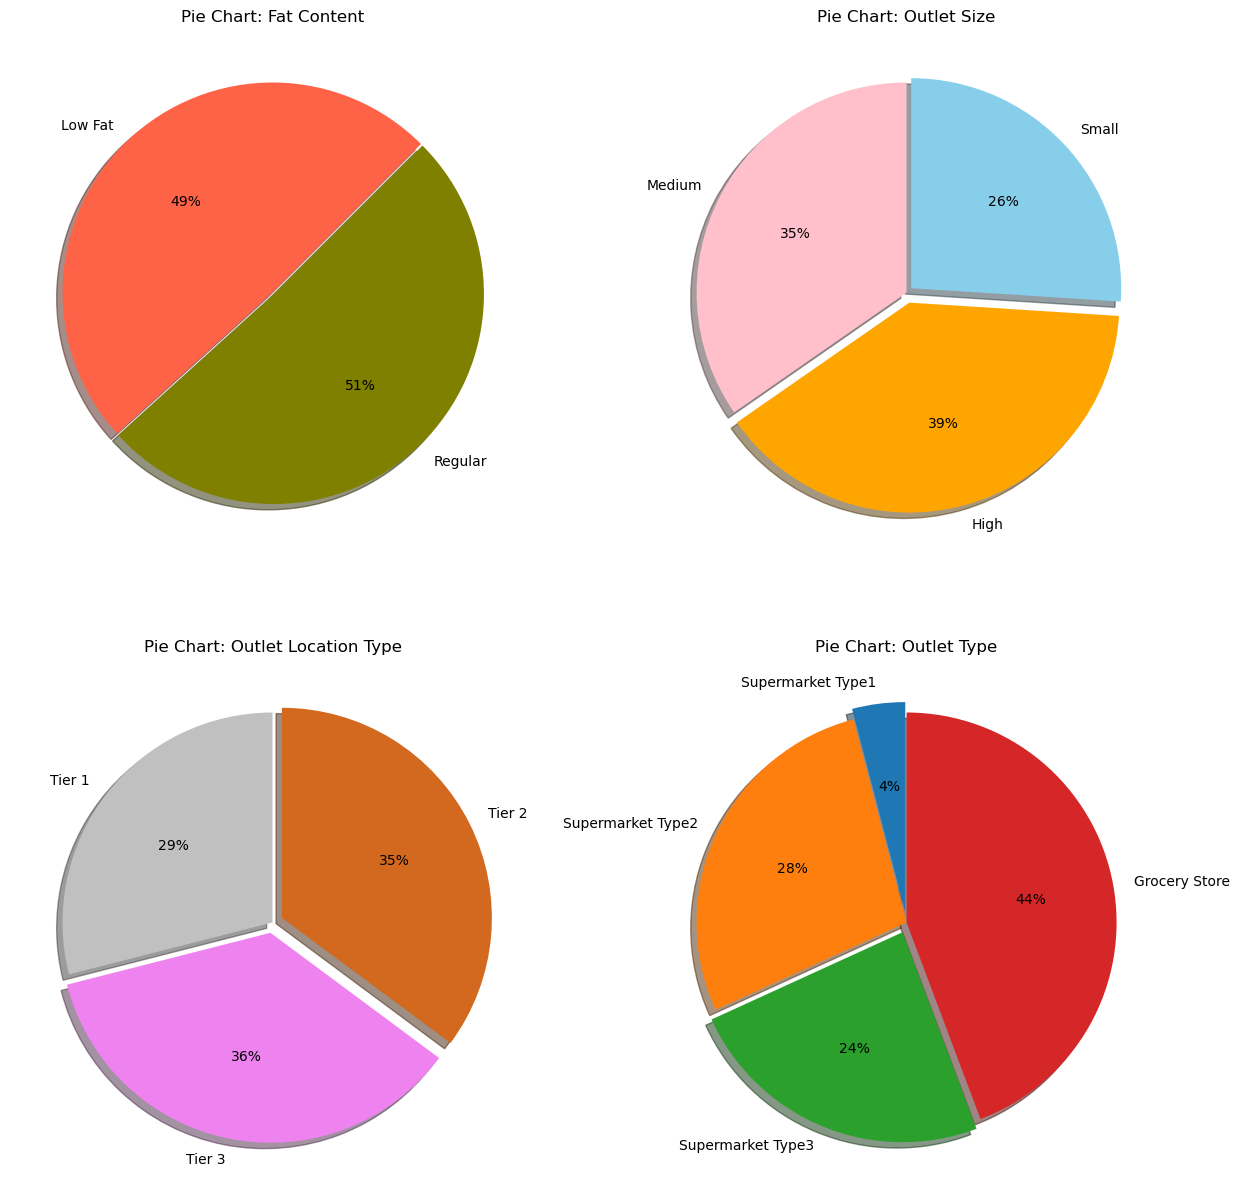 Pie Chart: Fat Content
Low Fat
49%
51%
Regular
Pie Chart: Outlet Size
Small
Medium
26%
35%
39%
High
Pie Chart: Outlet Location Type
Tier 1
Tier 2
29%
35%
36%
Tier 3
Pie Chart: Outlet Type
Supermarket Type1
4%
Supermarket Type2
28%
Grocery Store
44%
24%
Supermarket Type3